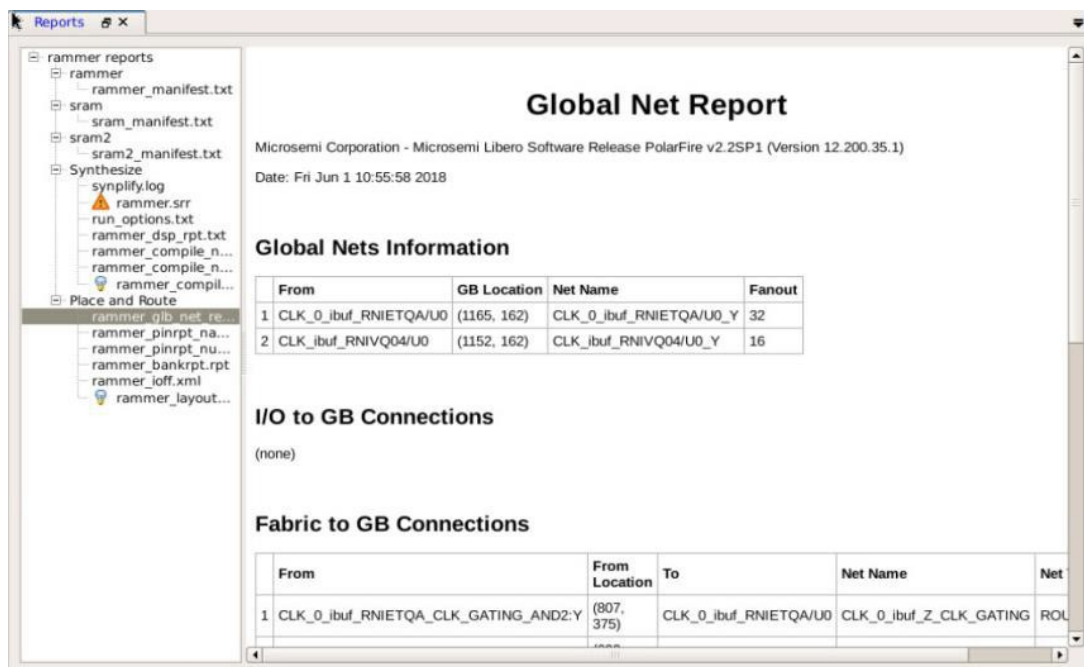 Reports
rammer reports
rammer
rammer_manifest.txt
sram
sram_manifest.txt
sram2
sram2_manifest.txt
Synthesize
synplify.log
rammer.srr
run_options.txt
rammer_dsp_rpt.txt
rammer_compile_n...
rammer_compile_n...
rammer_compil...
Place and Route
rammer_glb_net_re...
rammer_pinrpt_na...
rammer_pinrpt_nu...
rammer_bankrpt.rpt
rammer_ioff.xml
rammer_layout...
Global Net Report
Microsemi Corporation - Microsemi Libero Software Release PolarFire v2.2SP1 (Version 12.200.35.1)
Date: Fri Jun 1 10:55:58 2018
Global Nets Information
From GB Location Net Name Fanout
1 CLK_0_ibuf_RNIETQA/U0 (1165, 162) CLK_0_ibuf_RNIETQA/U0_Y 32
2 CLK_ibuf_RNIVQ04/U0 (1152, 162) CLK_ibuf_RNIVQ04/U0_Y 16
I/O to GB Connections
(none)
Fabric to GB Connections
From From Location To Net Name Net
1 CLK_0_ibuf_RNIETQA_CLK_GATING_AND2:Y (807, 375) CLK_0_ibuf_RNIETQA/U0 CLK_0_ibuf_Z_CLK_GATING ROU